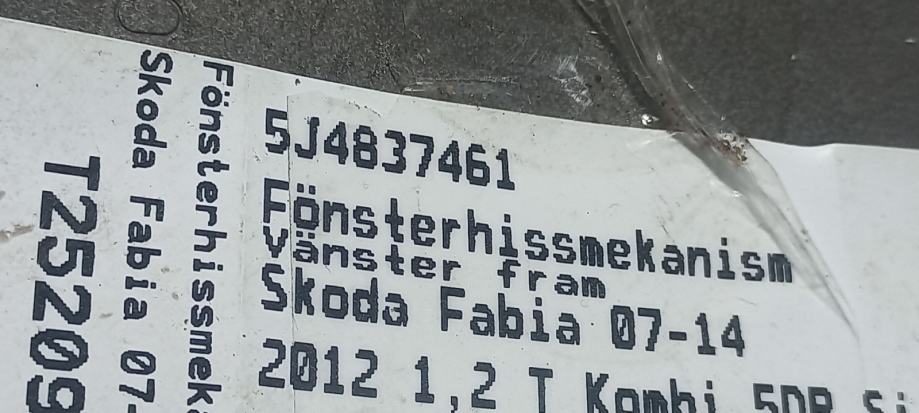 5J4837461
Fönsterhissmekanism
vänster fram
Skoda Fabia 07-14
2012 1,2 T Kombi 5DR
Fönsterhissmek
Skoda Fabia 07-
T25209